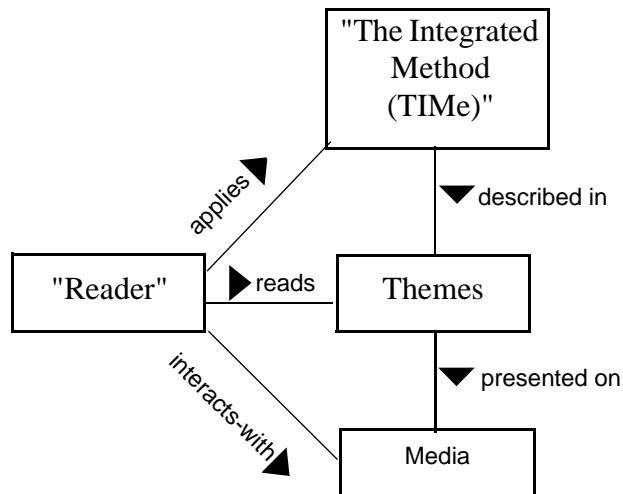 "The Integrated
Method
(TIMe)"
applies
described in
"Reader"
reads
Themes
interacts-with
presented on
Media